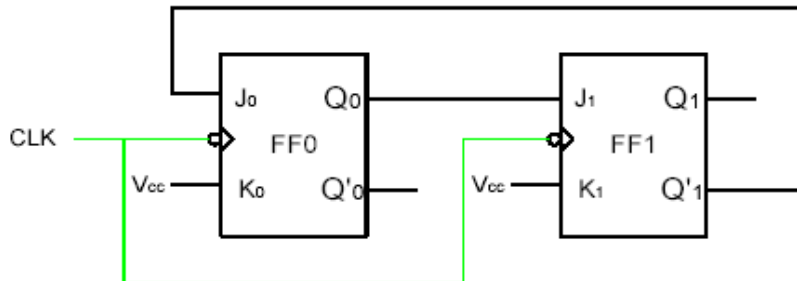 J₀ Q₀ J₁ Q₁
CLK FF0 FF1
Vcc K₀ Q'₀ Vcc K₁ Q'₁